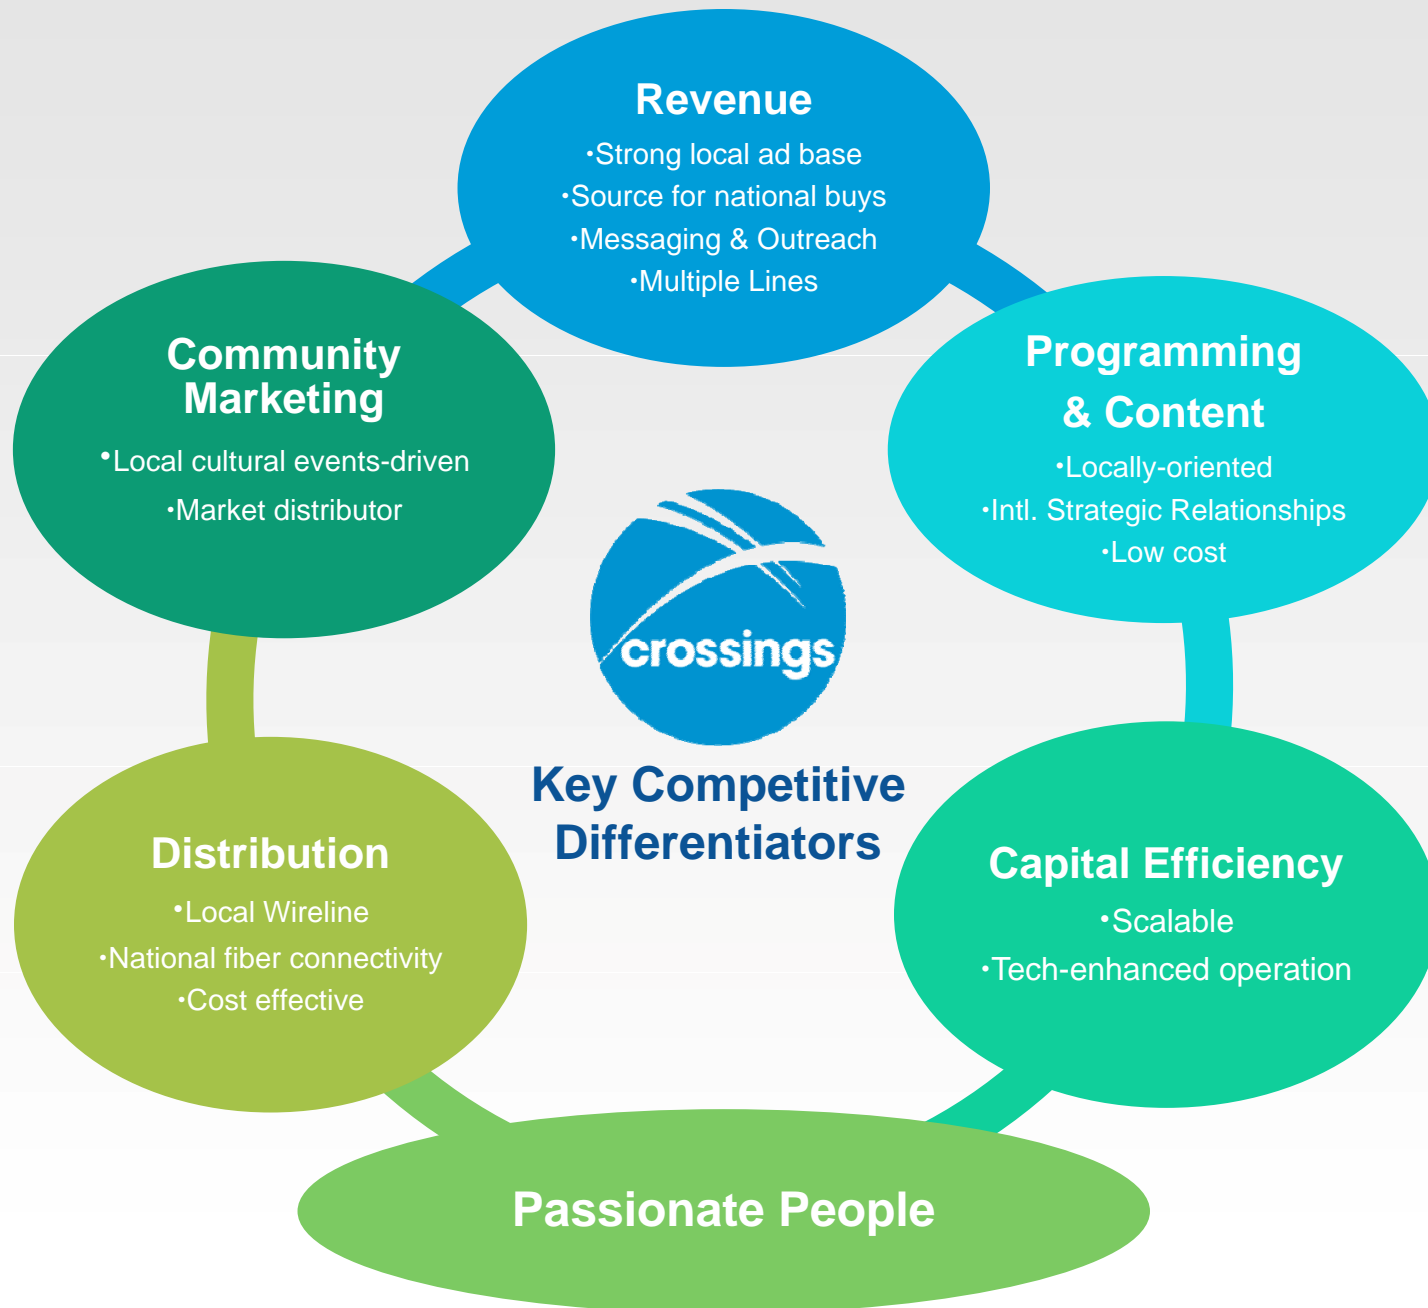 Revenue
•Strong local ad base
•Source for national buys
•Messaging & Outreach
•Multiple Lines
Community
Marketing
•Local cultural events-driven
•Market distributor
Programming
& Content
•Locally-oriented
•Intl. Strategic Relationships
•Low cost
crossings
Key Competitive
Differentiators
Distribution
•Local Wireline
•National fiber connectivity
•Cost effective
Capital Efficiency
•Scalable
•Tech-enhanced operation
Passionate People